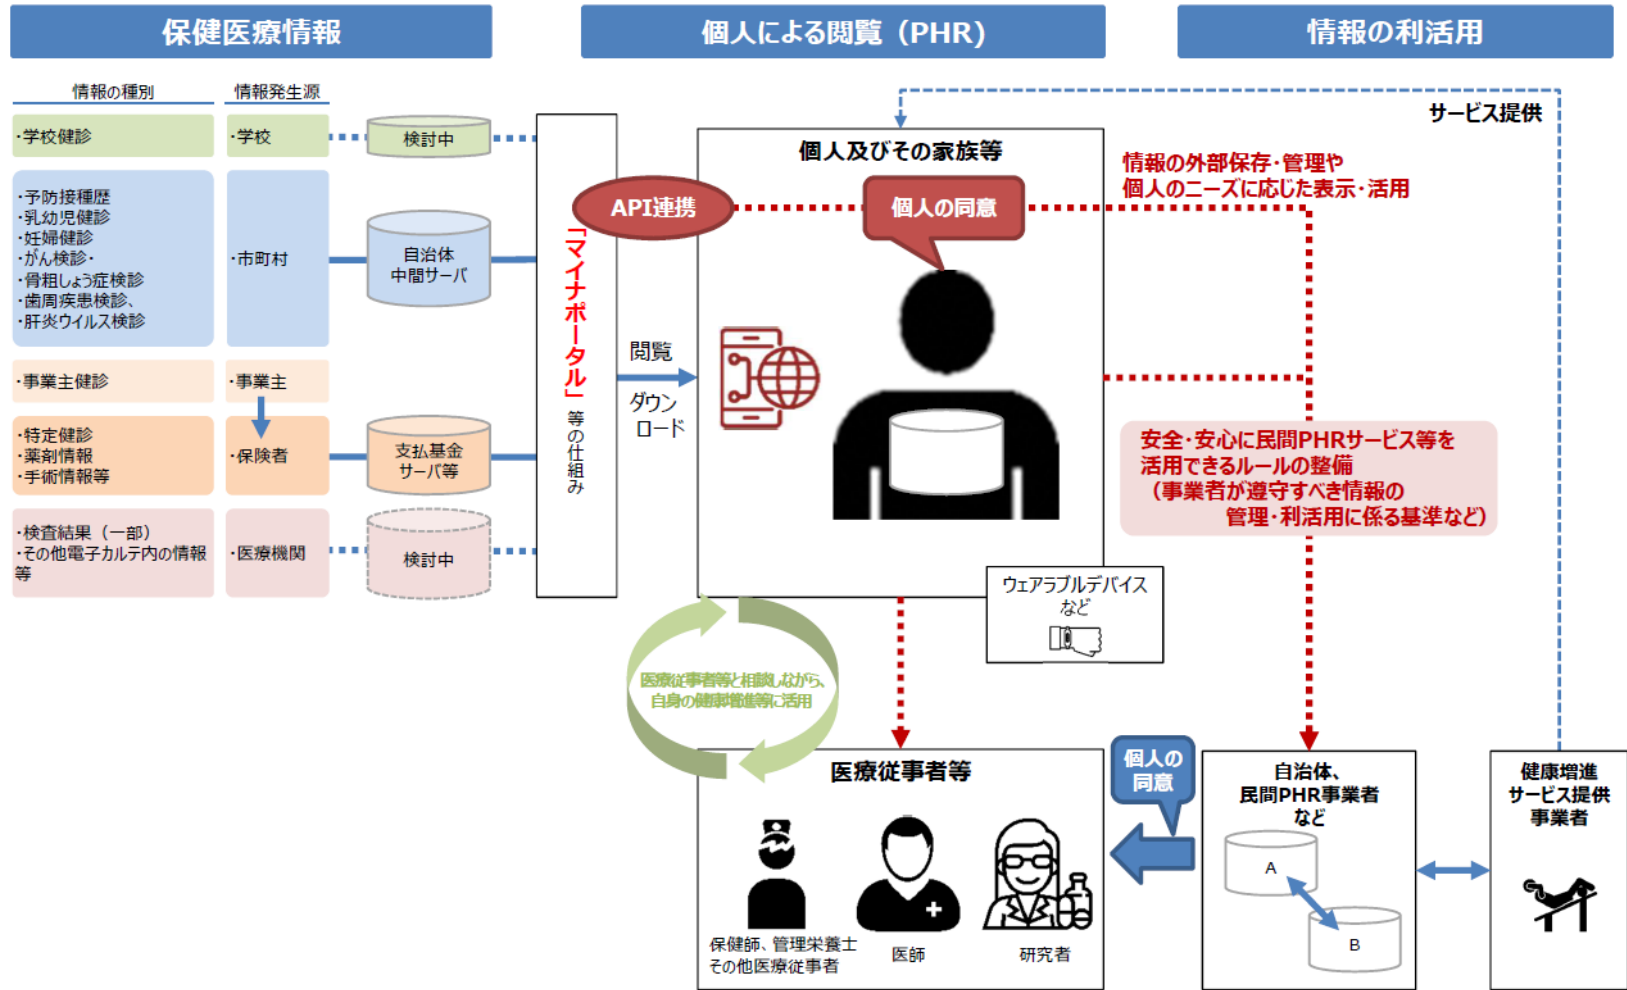 保健医療情報
個人による閲覧（PHR）
情報の利活用
情報の種別
情報発生源
・学校健診
・学校
検討中
・予防接種歴
・乳幼児健診
・妊婦健診
・がん検診・
・骨粗しょう症検診
・歯周疾患検診、
・肝炎ウイルス検診
・市町村
自治体
中間サーバ
・事業主健診
・事業主
・特定健診
・薬剤情報
・手術情報等
・保険者
支払基金
サーバ等
・検査結果（一部）
・その他電子カルテ内の情報
等
・医療機関
検討中
「マイナポータル」
等の仕組み
API連携
閲覧
ダウン
ロード
個人及びその家族等
個人の同意
ウェアラブルデバイス
など
サービス提供
情報の外部保存・管理や
個人のニーズに応じた表示・活用
安全・安心に民間PHRサービス等を
活用できるルールの整備
（事業者が遵守すべき情報の
管理・利活用に係る基準など）
医療従事者等と相談しながら、
自身の健康増進等に活用
医療従事者等
保健師、管理栄養士
その他医療従事者
医師
研究者
個人の
同意
自治体、
民間PHR事業者
など
A
B
健康増進
サービス提供
事業者